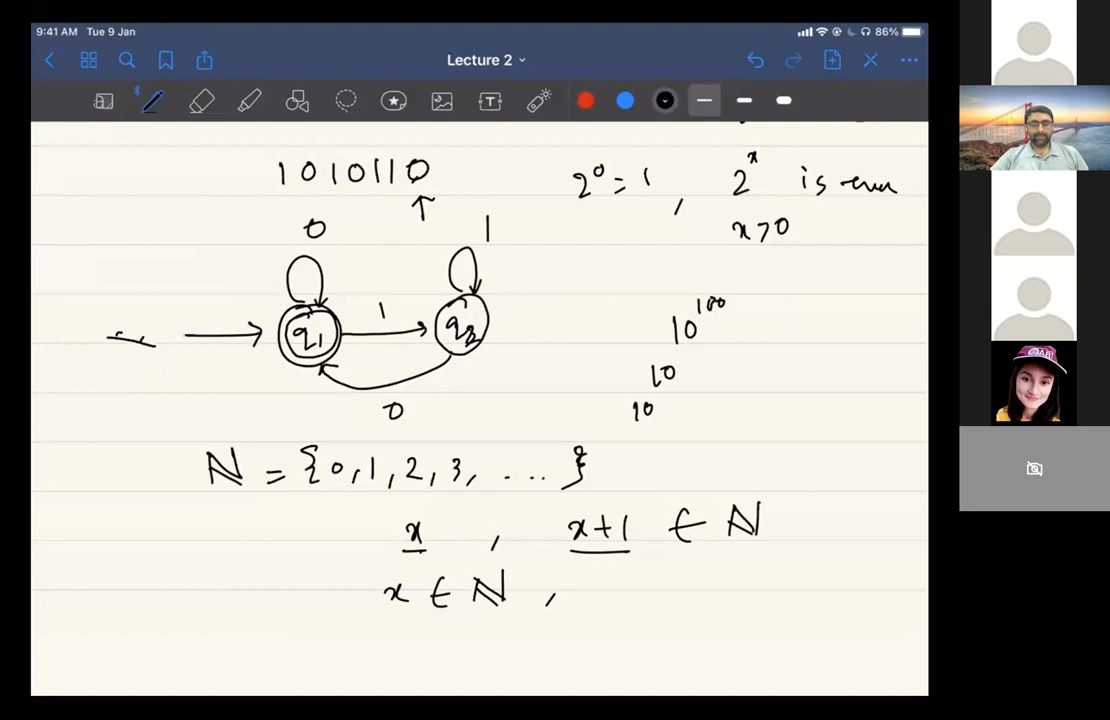 9:41 AM Tue 9 Jan
86%
Lecture 2
T
1010110
2⁰ = 1 , 2ˣ is even
x > 0
0
1
q₁
1
q₂
0
10¹⁰⁰
10
10
ℕ = {0, 1, 2, 3, ....}
x , x+1 ∈ ℕ
x ∈ ℕ ,